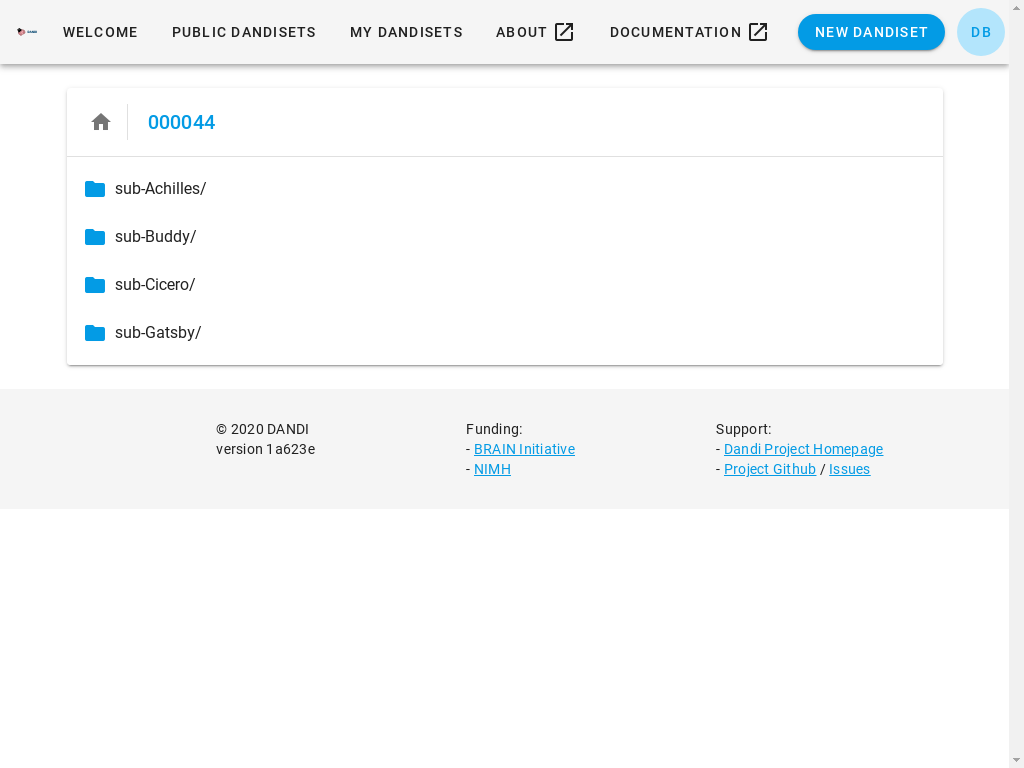 DANDI
WELCOME
PUBLIC DANDISETS
MY DANDISETS
ABOUT
DOCUMENTATION
NEW DANDISET
DB
000044
sub-Achilles/
sub-Buddy/
sub-Cicero/
sub-Gatsby/
© 2020 DANDI
version 1a623e
Funding:
- BRAIN Initiative
- NIMH
Support:
- Dandi Project Homepage
- Project Github / Issues